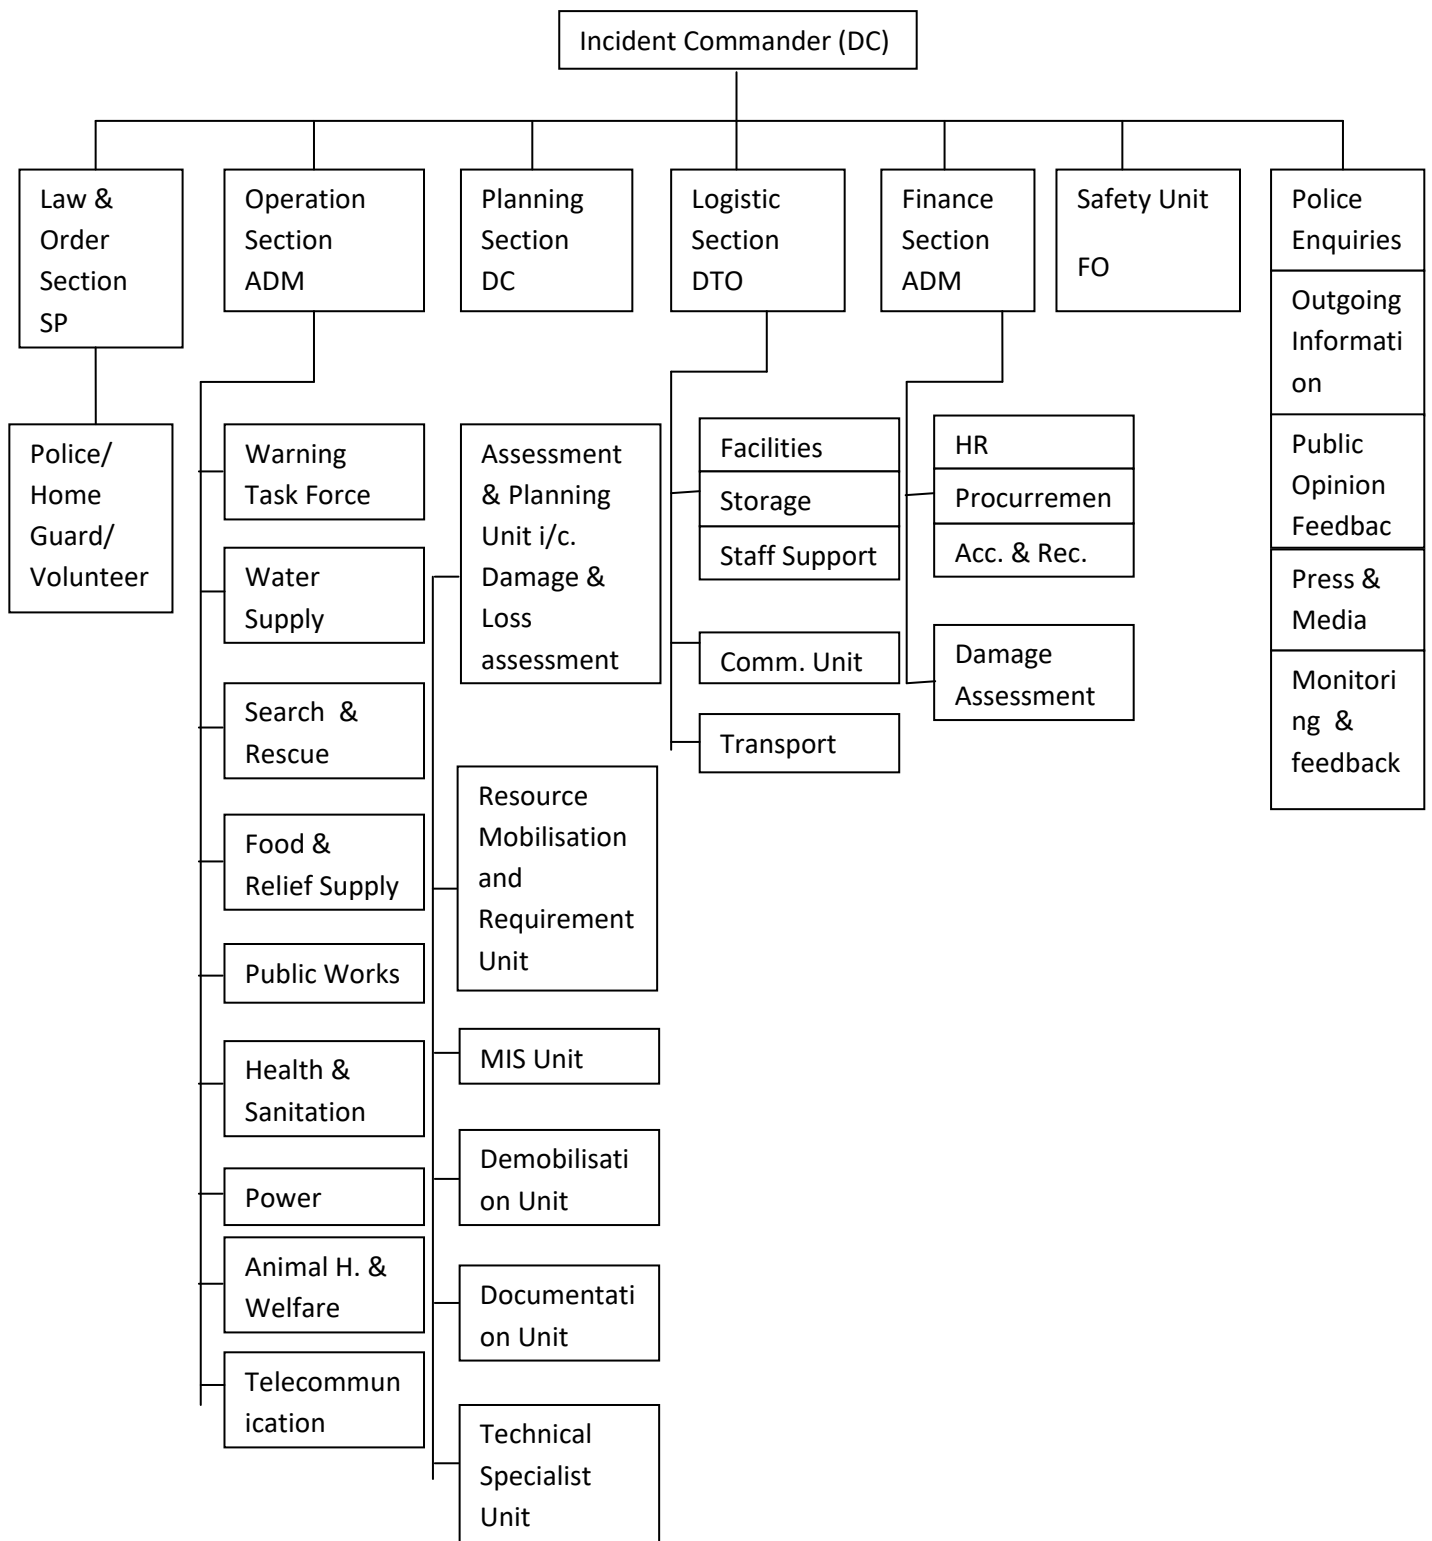 Incident Commander (DC)
Law &
Order
Section
SP
Operation
Section
ADM
Planning
Section
DC
Logistic
Section
DTO
Finance
Section
ADM
Safety Unit
FO
Police
Enquiries
Outgoing
Informati
on
Public
Opinion
Feedbac
Press &
Media
Monitori
ng &
feedback
Police/
Home
Guard/
Volunteer
Warning
Task Force
Water
Supply
Search &
Rescue
Food &
Relief Supply
Public Works
Health &
Sanitation
Power
Animal H. &
Welfare
Telecommun
ication
Assessment
& Planning
Unit i/c.
Damage &
Loss
assessment
Resource
Mobilisation
and
Requirement
Unit
MIS Unit
Demobilisati
on Unit
Documentati
on Unit
Technical
Specialist
Unit
Facilities
Storage
Staff Support
Comm. Unit
Transport
HR
Procurremen
Acc. & Rec.
Damage
Assessment